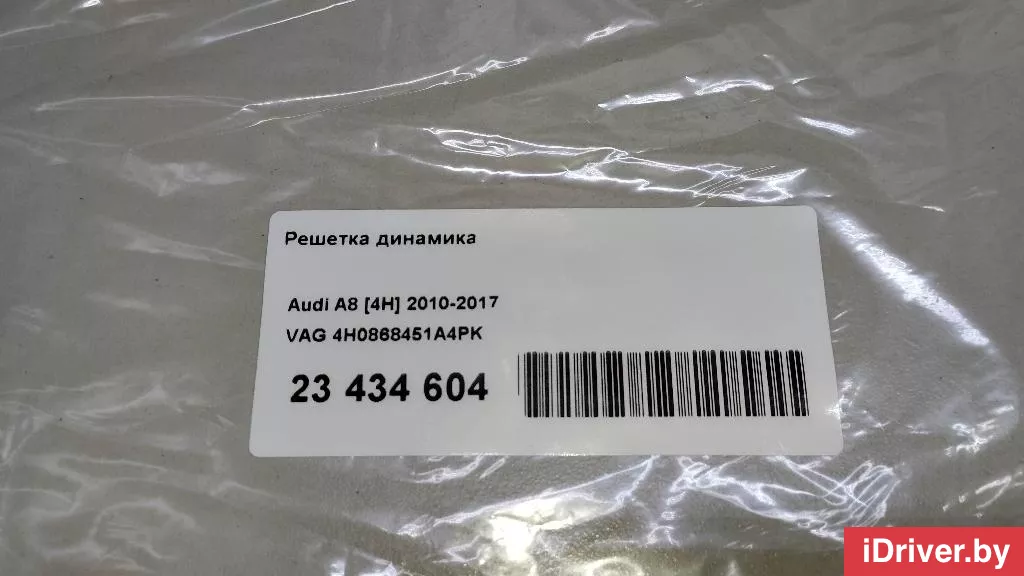 Решетка динамика
Audi A8 [4H] 2010-2017
VAG 4H0868451A4PK
23 434 604
iDriver.by